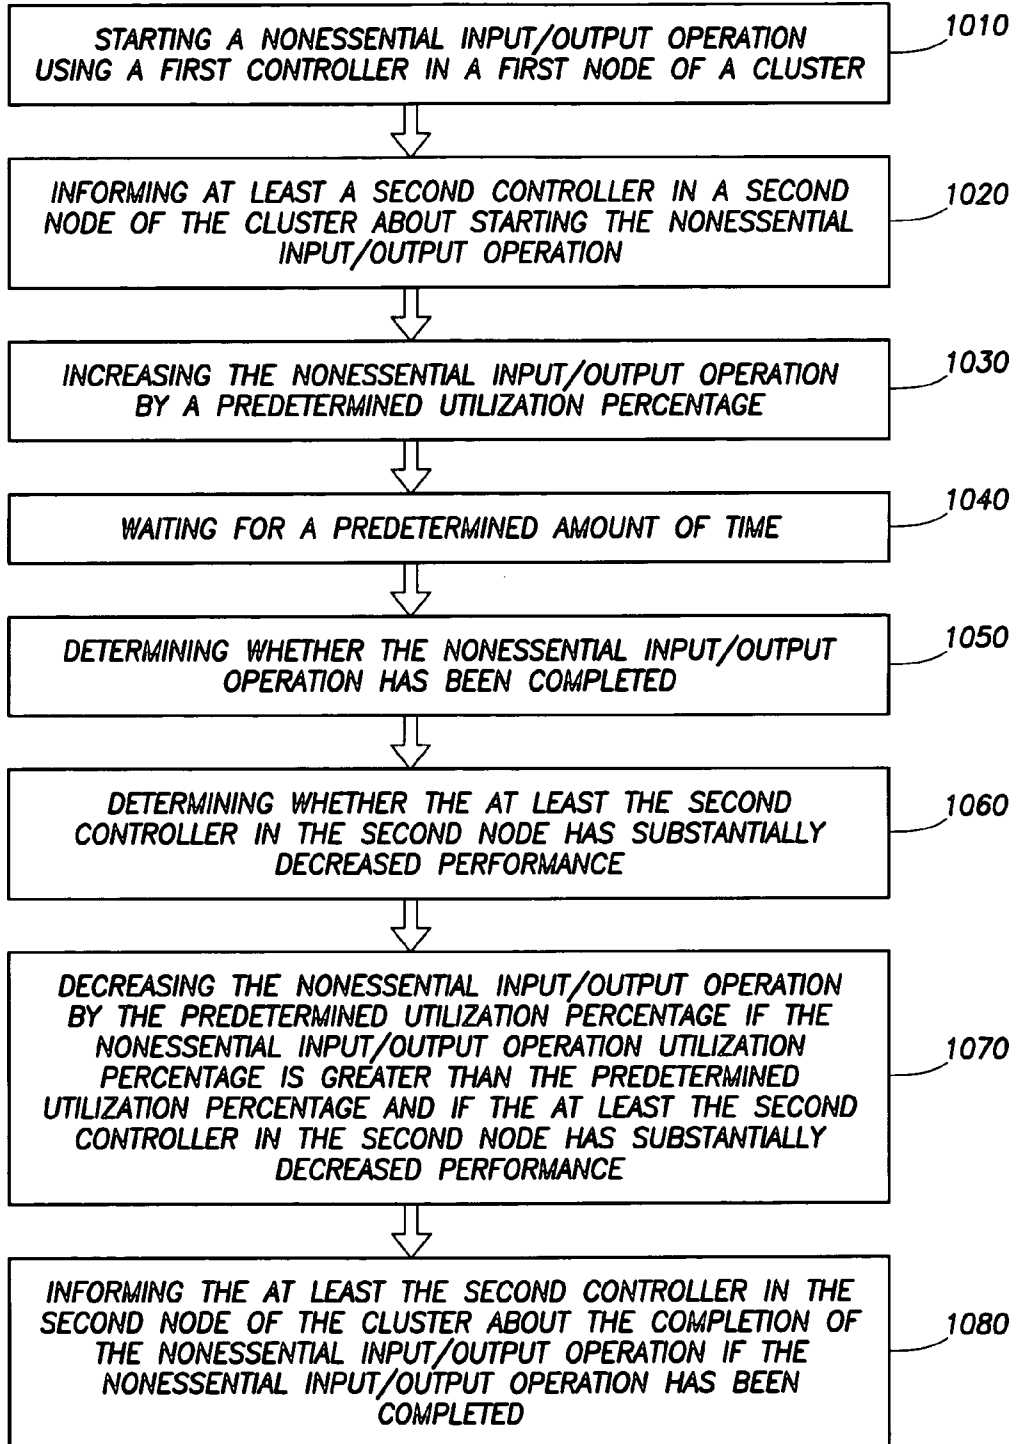 STARTING A NONESSENTIAL INPUT/OUTPUT OPERATION
USING A FIRST CONTROLLER IN A FIRST NODE OF A CLUSTER
1010
INFORMING AT LEAST A SECOND CONTROLLER IN A SECOND
NODE OF THE CLUSTER ABOUT STARTING THE NONESSENTIAL
INPUT/OUTPUT OPERATION
1020
INCREASING THE NONESSENTIAL INPUT/OUTPUT OPERATION
BY A PREDETERMINED UTILIZATION PERCENTAGE
1030
WAITING FOR A PREDETERMINED AMOUNT OF TIME
1040
DETERMINING WHETHER THE NONESSENTIAL INPUT/OUTPUT
OPERATION HAS BEEN COMPLETED
1050
DETERMINING WHETHER THE AT LEAST THE SECOND
CONTROLLER IN THE SECOND NODE HAS SUBSTANTIALLY
DECREASED PERFORMANCE
1060
DECREASING THE NONESSENTIAL INPUT/OUTPUT OPERATION
BY THE PREDETERMINED UTILIZATION PERCENTAGE IF THE
NONESSENTIAL INPUT/OUTPUT OPERATION UTILIZATION
PERCENTAGE IS GREATER THAN THE PREDETERMINED
UTILIZATION PERCENTAGE AND IF THE AT LEAST THE SECOND
CONTROLLER IN THE SECOND NODE HAS SUBSTANTIALLY
DECREASED PERFORMANCE
1070
INFORMING THE AT LEAST THE SECOND CONTROLLER IN THE
SECOND NODE OF THE CLUSTER ABOUT THE COMPLETION OF
THE NONESSENTIAL INPUT/OUTPUT OPERATION IF THE
NONESSENTIAL INPUT/OUTPUT OPERATION HAS BEEN
COMPLETED
1080